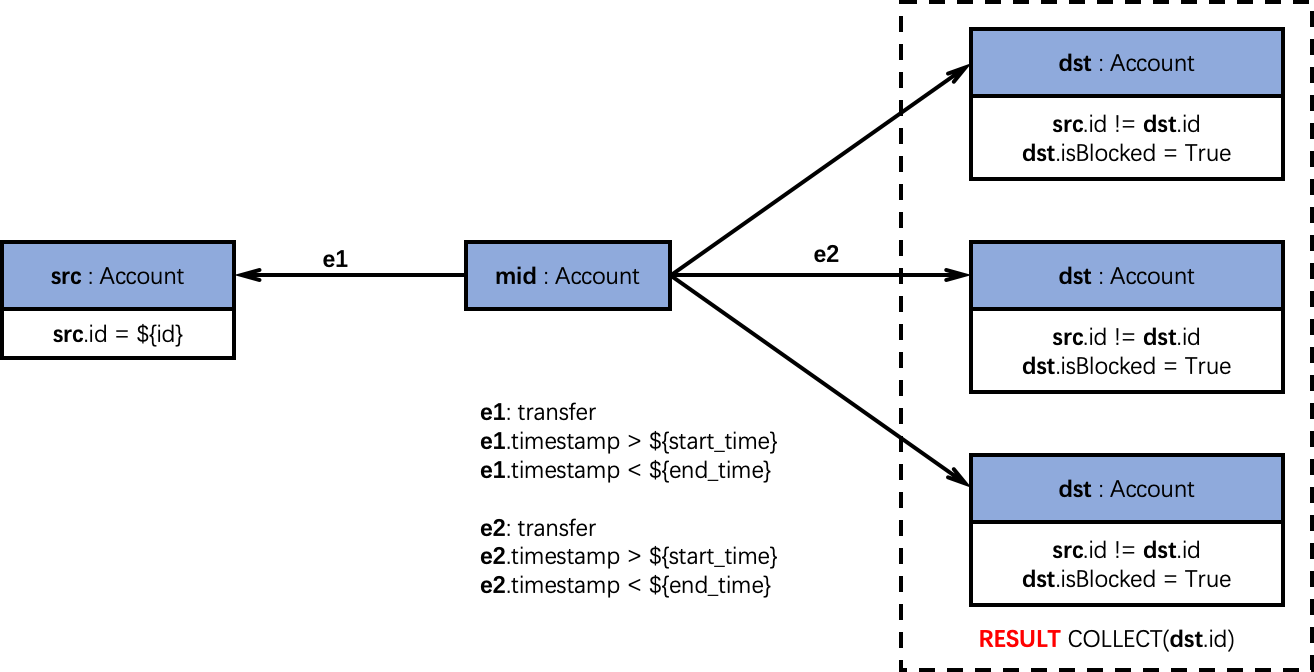 src : Account
src.id = ${id}
e1
mid : Account
e2
e1: transfer
e1.timestamp > ${start_time}
e1.timestamp < ${end_time}
e2: transfer
e2.timestamp > ${start_time}
e2.timestamp < ${end_time}
dst : Account
src.id != dst.id
dst.isBlocked = True
dst : Account
src.id != dst.id
dst.isBlocked = True
dst : Account
src.id != dst.id
dst.isBlocked = True
RESULT COLLECT(dst.id)